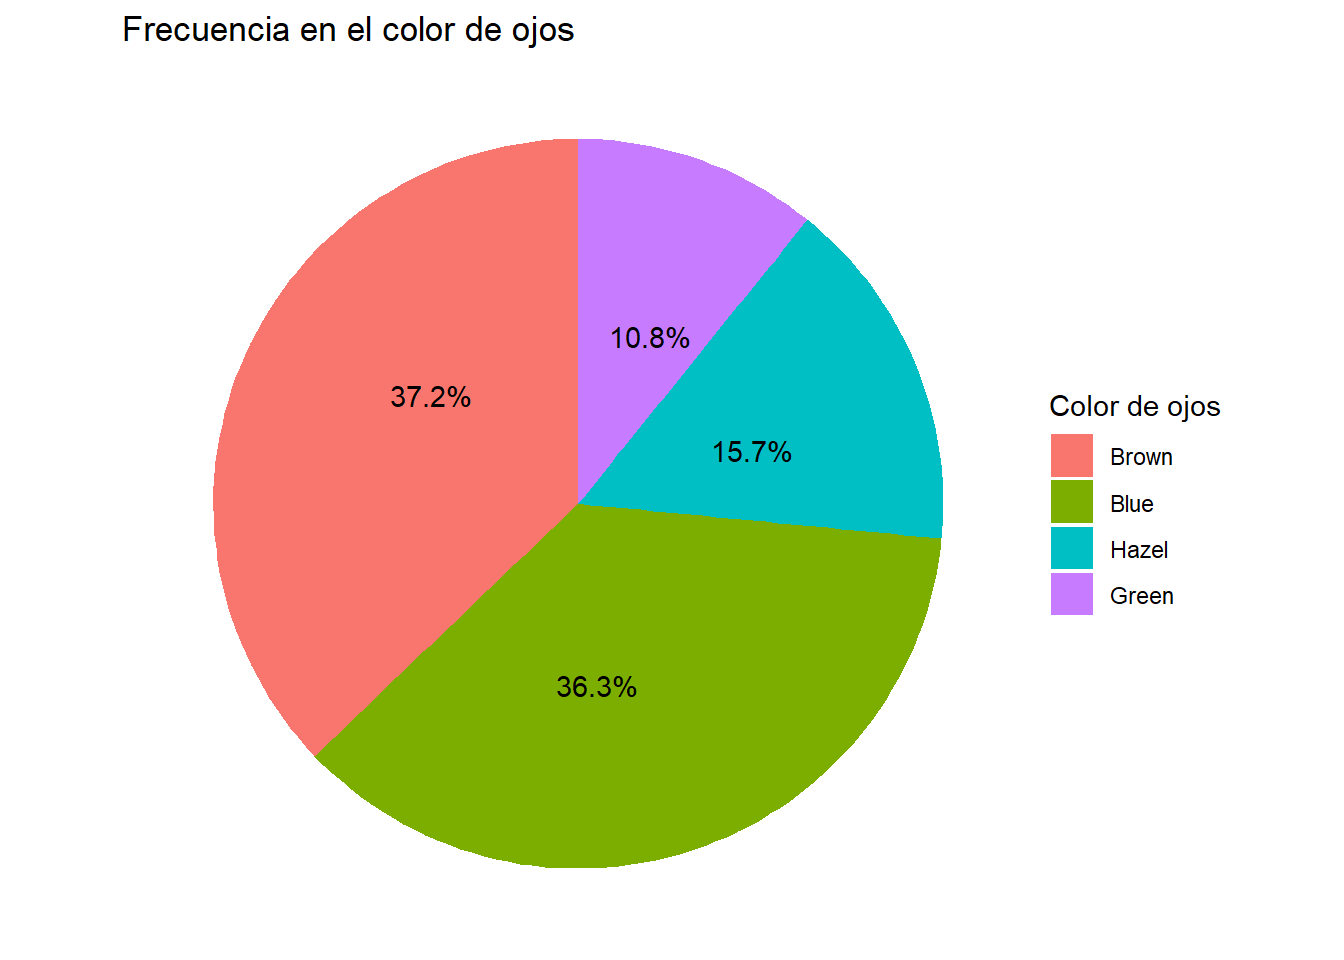 Frecuencia en el color de ojos
10.8%
37.2%
15.7%
36.3%
Color de ojos
Brown
Blue
Hazel
Green